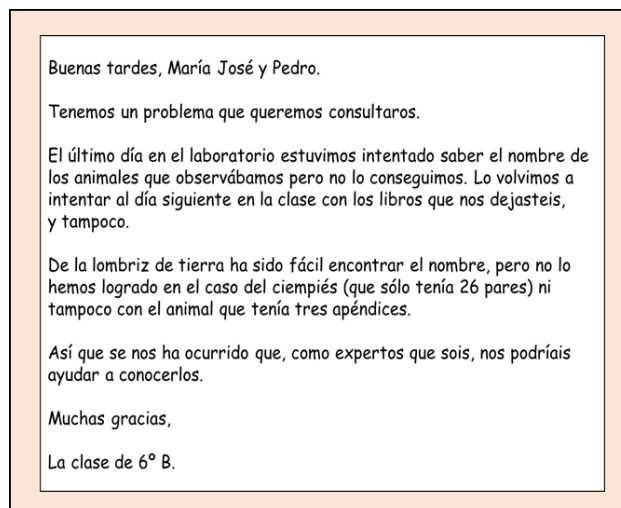 Buenas tardes, María José y Pedro.
Tenemos un problema que queremos consultaros.
El último día en el laboratorio estuvimos intentado saber el nombre de
los animales que observábamos pero no lo conseguimos. Lo volvimos a
intentar al día siguiente en la clase con los libros que nos dejasteis,
y tampoco.
De la lombriz de tierra ha sido fácil encontrar el nombre, pero no lo
hemos logrado en el caso del ciempiés (que sólo tenía 26 pares) ni
tampoco con el animal que tenía tres apéndices.
Así que se nos ha ocurrido que, como expertos que sois, nos podríais
ayudar a conocerlos.
Muchas gracias,
La clase de 6º B.